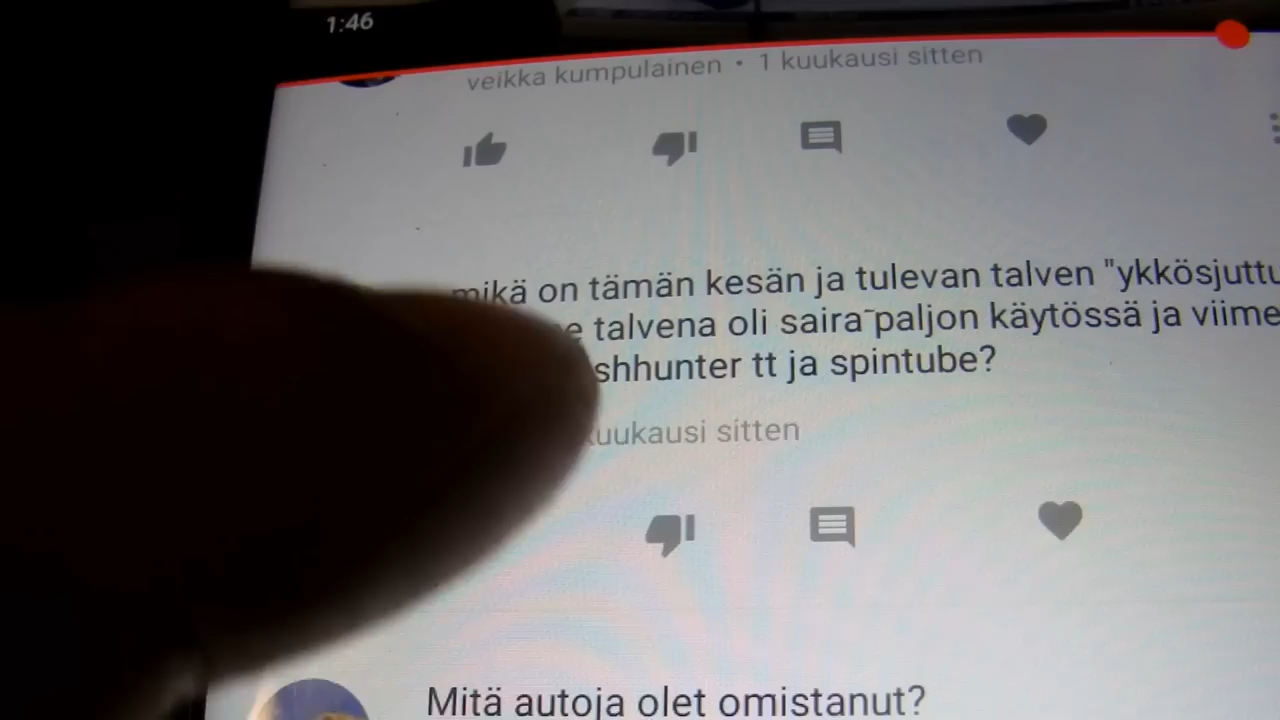 1:46
veikka kumpulainen • 1 kuukausi sitten
mikä on tämän kesän ja tulevan talven "ykkösjuttu
talvena oli saira paljon käytössä ja viime
shhunter tt ja spintube?
kuukausi sitten
Mitä autoja olet omistanut?